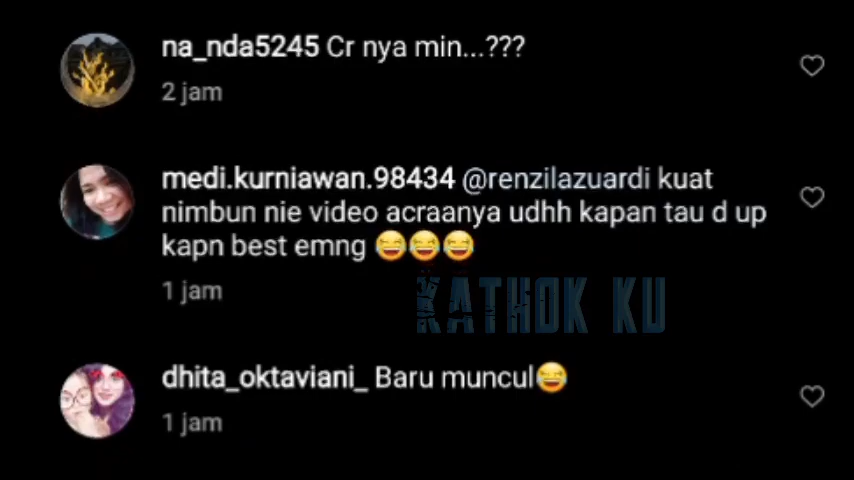 na_nda5245 Cr nya min...???
2 jam
medi.kurniawan.98434 @renzilazuardi kuat
nimbun nie video acraanya udhh kapan tau d up
kapn best emng 😂😂😂
1 jam
KATHOK KU
dhita_oktaviani_ Baru muncul😂
1 jam